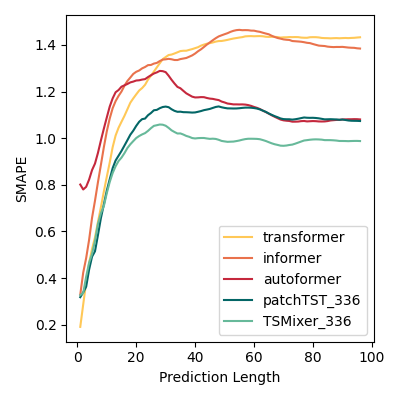 1.4
1.2
1.0
0.8
0.6
0.4
0.2
SMAPE
0 20 40 60 80 100
Prediction Length
transformer
informer
autoformer
patchTST_336
TSMixer_336